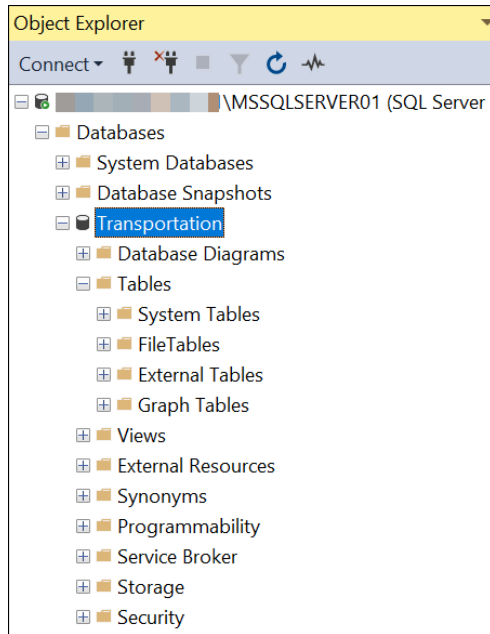 Object Explorer
Connect
\MSSQLSERVER01 (SQL Server
Databases
System Databases
Database Snapshots
Transportation
Database Diagrams
Tables
System Tables
FileTables
External Tables
Graph Tables
Views
External Resources
Synonyms
Programmability
Service Broker
Storage
Security